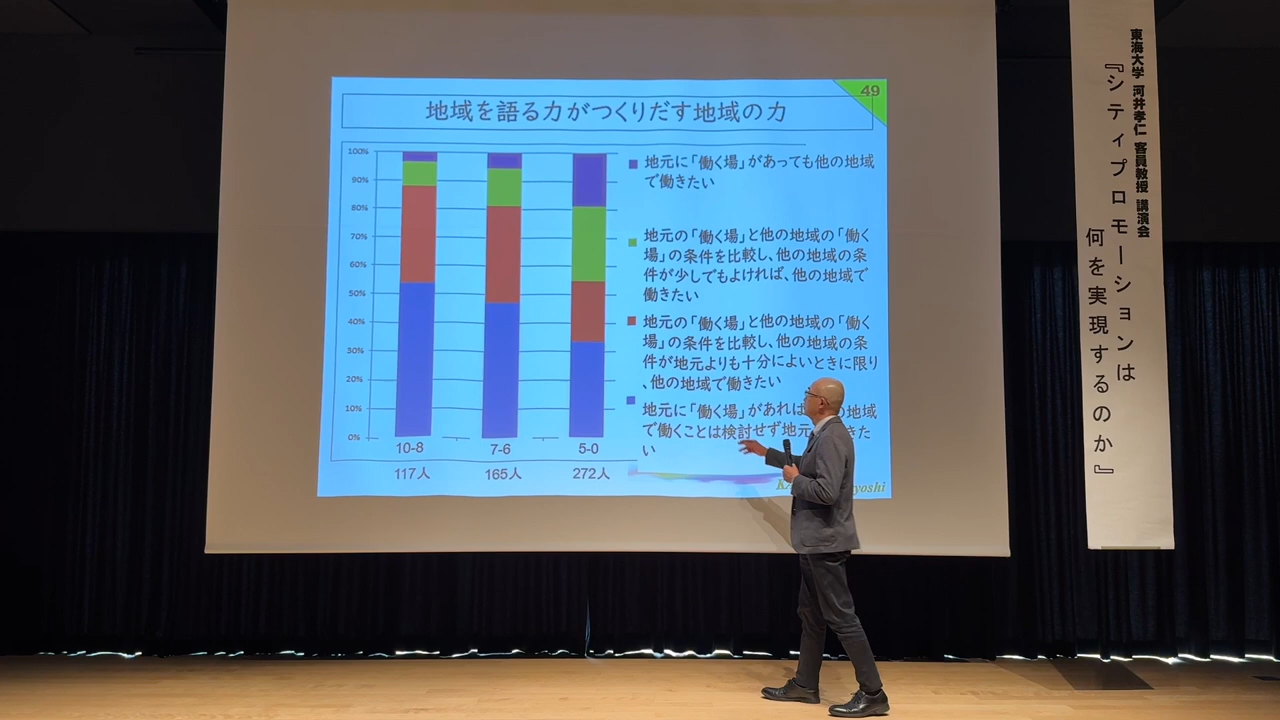 49
地域を語る力がつくりだす地域の力
100%
90%
80%
70%
60%
50%
40%
30%
20%
10%
0%
10-8
7-6
5-0
117人
165人
272人
地元に「働く場」があっても他の地域
で働きたい
地元の「働く場」と他の地域の「働く
場」の条件を比較し、他の地域の条
件が少しでもよければ、他の地域で
働きたい
地元の「働く場」と他の地域の「働く
場」の条件を比較し、他の地域の条
件が地元よりも十分によいときに限り
、他の地域で働きたい
地元に「働く場」があれば 地域
で働くことは検討せず地元 きた
い
yoshi
東海大学 河井孝仁 客員教授 講演会
『シティプロモーションは
何を実現するのか』